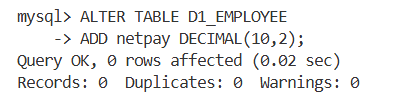 mysql> ALTER TABLE D1_EMPLOYEE
    -> ADD netpay DECIMAL(10,2);
Query OK, 0 rows affected (0.02 sec)
Records: 0  Duplicates: 0  Warnings: 0